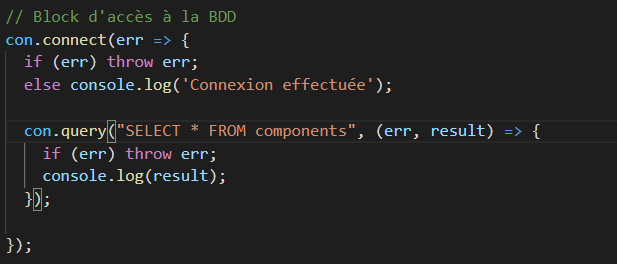 // Block d'accès à la BDD
con.connect(err => {
  if (err) throw err;
  else console.log('Connexion effectuée');

  con.query("SELECT * FROM components", (err, result) => {
    if (err) throw err;
    console.log(result);
  });

});